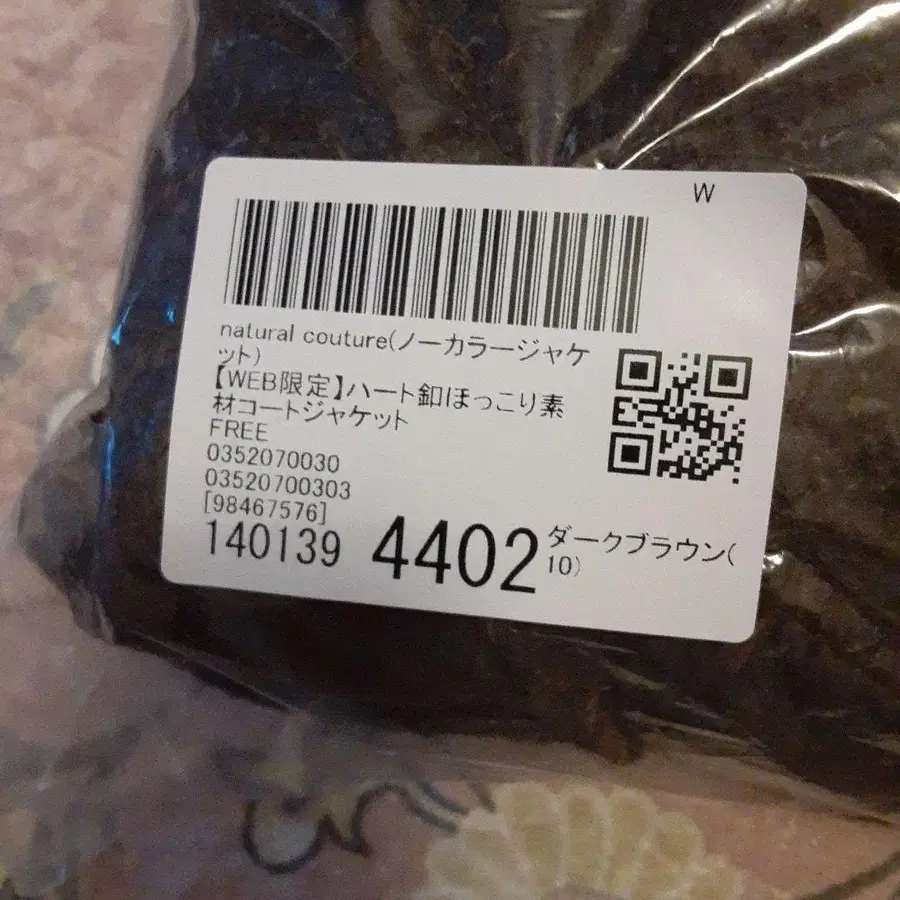 W
natural couture(ノーカラージャケ
ット)
【WEB限定】ハート釦ほっこり素
材コートジャケット
FREE
0352070030
03520700303
[98467576]
140139 4402 ダークブラウン(
10)